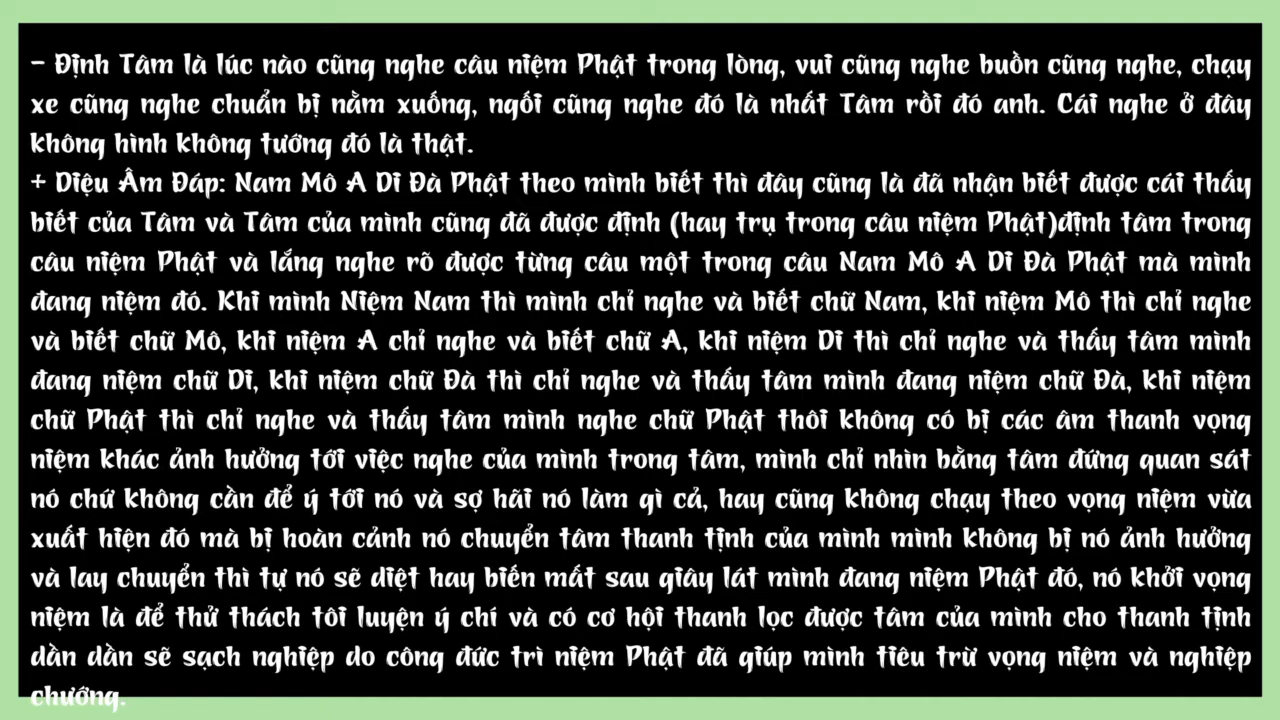 – Định Tâm là lúc nào cũng nghe câu niệm Phật trong lòng, vui cũng nghe buồn cũng nghe, chạy
xe cũng nghe chuẩn bị nằm xuống, ngối cũng nghe đó là nhất Tâm rồi đó anh. Cái nghe ở đây
không hình không tướng đó là thật.
+ Diệu Âm Đáp: Nam Mô A Di Đà Phật theo mình biết thì đây cũng là đã nhận biết được cái thấy
biết của Tâm và Tâm của mình cũng đã được định (hay trụ trong câu niệm Phật)định tâm trong
câu niệm Phật và lắng nghe rõ được từng câu một trong câu Nam Mô A Di Đà Phật mà mình
đang niệm đó. Khi mình Niệm Nam thì mình chỉ nghe và biết chữ Nam, khi niệm Mô thì chỉ nghe
và biết chữ Mô, khi niệm A chỉ nghe và biết chữ A, khi niệm Di thì chỉ nghe và thấy tâm mình
đang niệm chữ Di, khi niệm chữ Đà thì chỉ nghe và thấy tâm mình đang niệm chữ Đà, khi niệm
chữ Phật thì chỉ nghe và thấy tâm mình nghe chữ Phật thôi không có bị các âm thanh vọng
niệm khác ảnh hưởng tới việc nghe của mình trong tâm, mình chỉ nhìn bằng tâm đứng quan sát
nó chứ không cần để ý tới nó và sợ hãi nó làm gì cả, hay cũng không chạy theo vọng niệm vừa
xuất hiện đó mà bị hoàn cảnh nó chuyển tâm thanh tịnh của mình mình không bị nó ảnh hưởng
và lay chuyển thì tự nó sẽ diệt hay biến mất sau giây lát mình đang niệm Phật đó, nó khởi vọng
niệm là để thử thách tôi luyện ý chí và có cơ hội thanh lọc được tâm của mình cho thanh tịnh
dần dần sẽ sạch nghiệp do công đức trì niệm Phật đã giúp mình tiêu trừ vọng niệm và nghiệp
chướng.